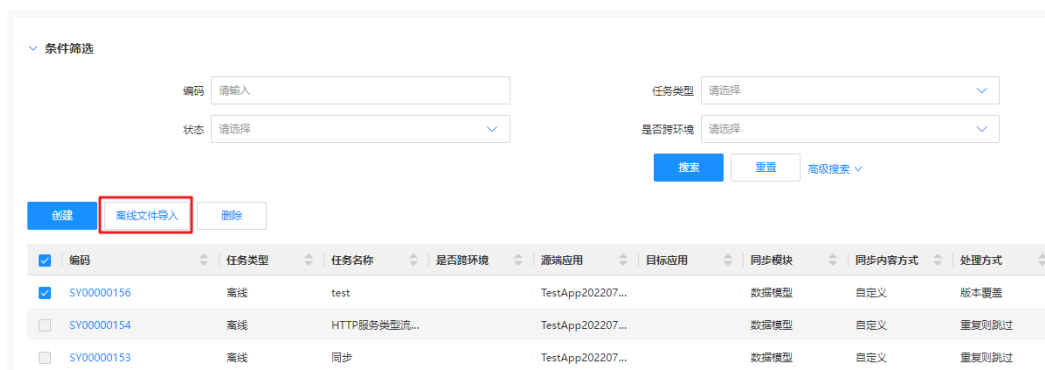 条件筛选
编码 请输入 任务类型 请选择
状态 请选择 是否跨环境 请选择
搜索 重置 高级搜索
创建 离线文件导入 删除
编码 任务类型 任务名称 是否跨环境 源端应用 目标应用 同步模块 同步内容方式 处理方式
SY00000156 离线 test TestApp202207... 数据模型 自定义 版本覆盖
SY00000154 离线 HTTP服务类型流... TestApp202207... 数据模型 自定义 重复则跳过
SY00000153 离线 同步 TestApp202207... 数据模型 自定义 重复则跳过